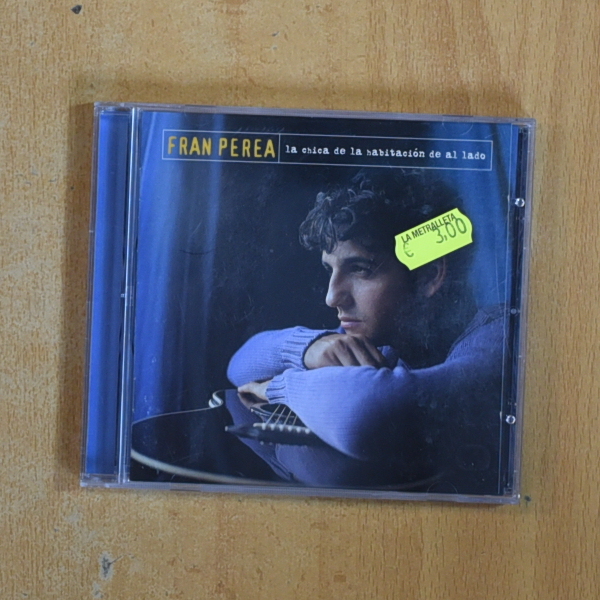 FRAN PEREA la chica de la habitación de al lado
LA METRALLETA
€ 3,00